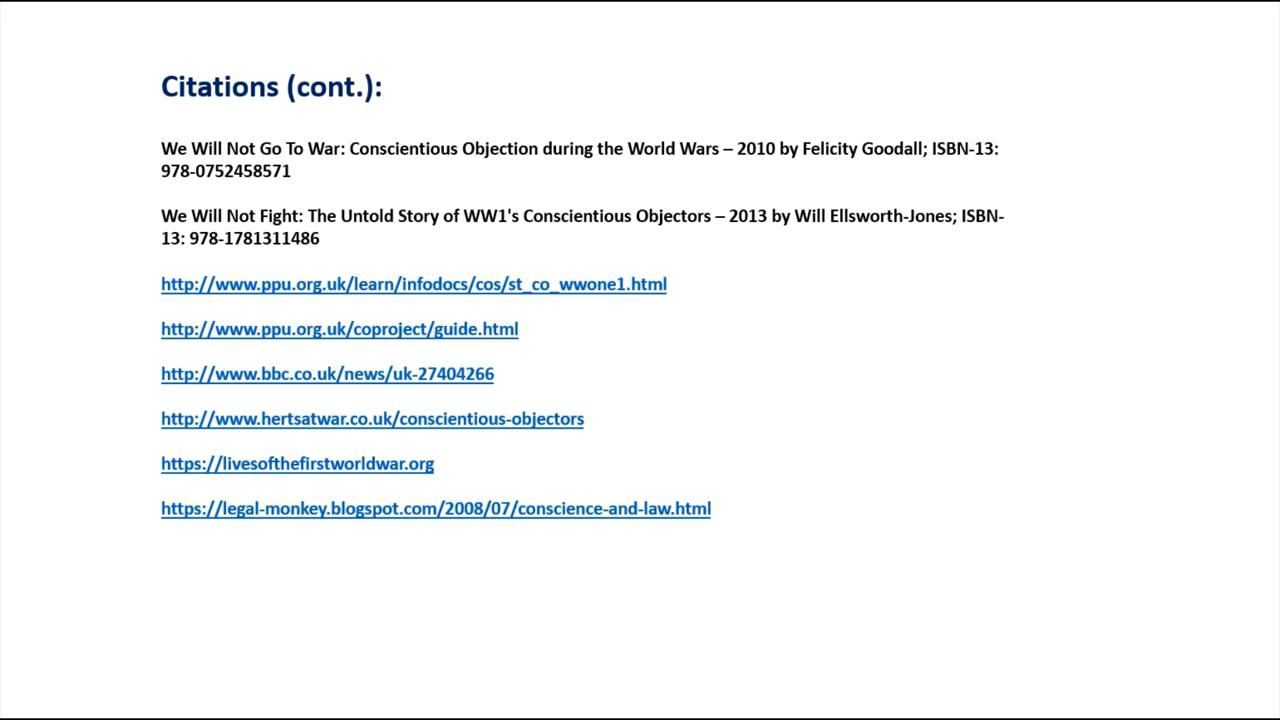 Citations (cont.):
We Will Not Go To War: Conscientious Objection during the World Wars – 2010 by Felicity Goodall; ISBN-13:
978-0752458571
We Will Not Fight: The Untold Story of WW1's Conscientious Objectors – 2013 by Will Ellsworth-Jones; ISBN-
13: 978-1781311486
http://www.ppu.org.uk/learn/infodocs/cos/st_co_wwone1.html
http://www.ppu.org.uk/coproject/guide.html
http://www.bbc.co.uk/news/uk-27404266
http://www.hertsatwar.co.uk/conscientious-objectors
https://livesofthefirstworldwar.org
https://legal-monkey.blogspot.com/2008/07/conscience-and-law.html